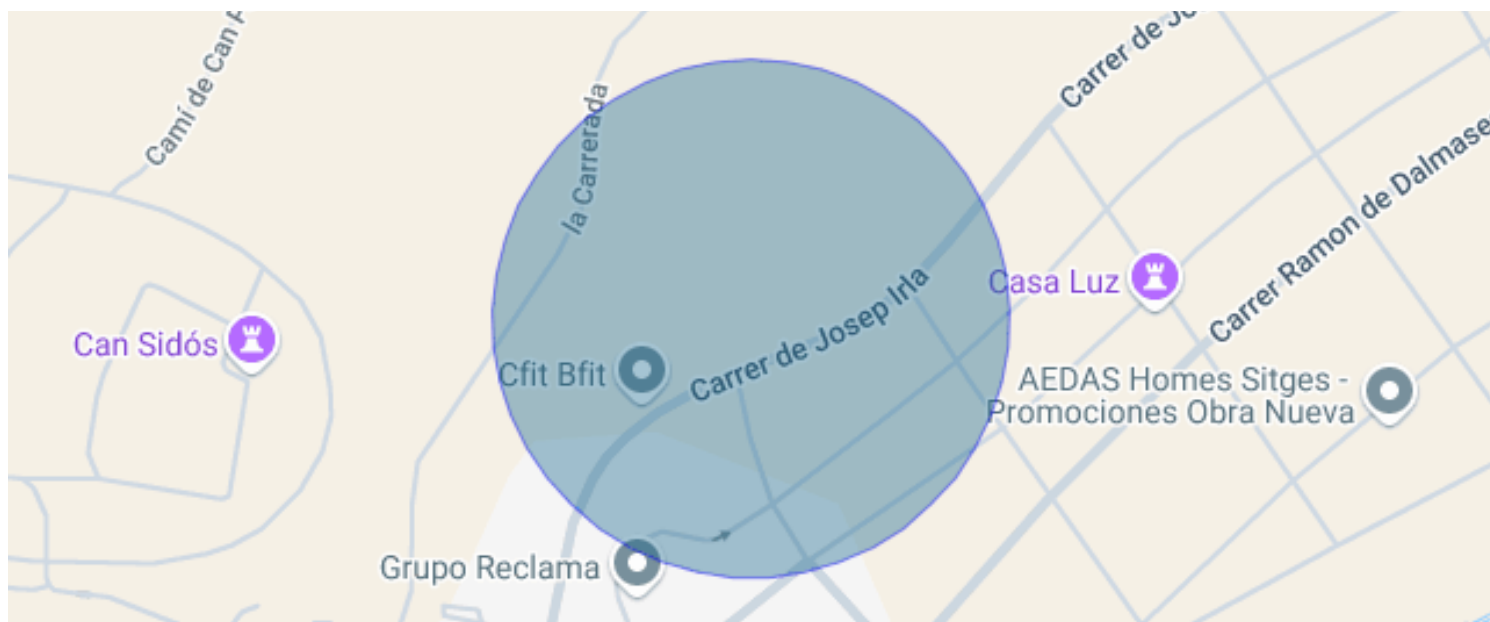 Carrer de Jo
Camí de Can
la Carrerada
Carrer Ramon de Dalmase
Casa Luz
Can Sidós
Carrer de Josep Irla
Cfit Bfit
AEDAS Homes Sitges -
Promociones Obra Nueva
Grupo Reclama